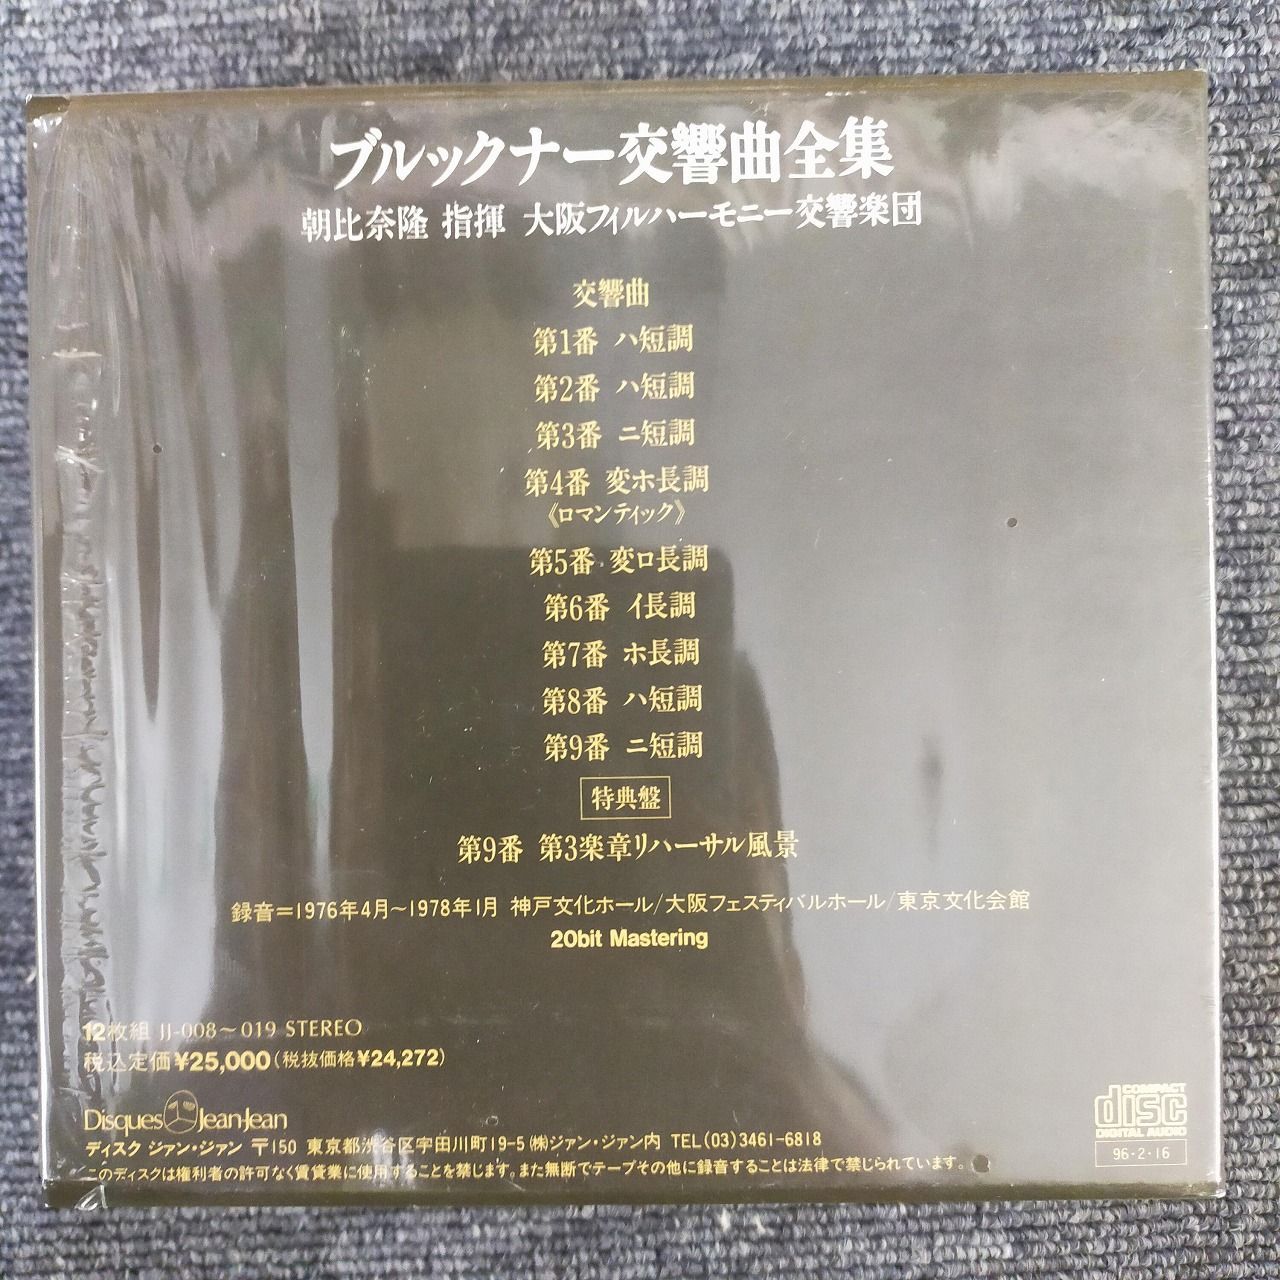 ブルックナー交響曲全集
朝比奈隆 指揮 大阪フィルハーモニー交響楽団
交響曲
第1番 ハ短調
第2番 ハ短調
第3番 ニ短調
第4番 変ホ長調
《ロマンティック》
第5番 変ロ長調
第6番 イ長調
第7番 ホ長調
第8番 ハ短調
第9番 ニ短調
特典盤
第9番 第3楽章リハーサル風景
録音=1976年4月~1978年1月 神戸文化ホール/大阪フェスティバルホール/東京文化会館
20bit Mastering
12枚組 JJ-008~019 STEREO
税込定価¥25,000(税抜価格¥24,272)
Disques JeanJean
ディスク ジァン・ジァン 〒150 東京都渋谷区宇田川町19-5 (株)ジァン・ジァン内 TEL(03)3461-6818
このディスクは権利者の許可なく賃貸業に使用することを禁じます。また無断でテープその他に録音することは法律で禁じられています。
COMPACT
disc
DIGITAL AUDIO
96・2・16